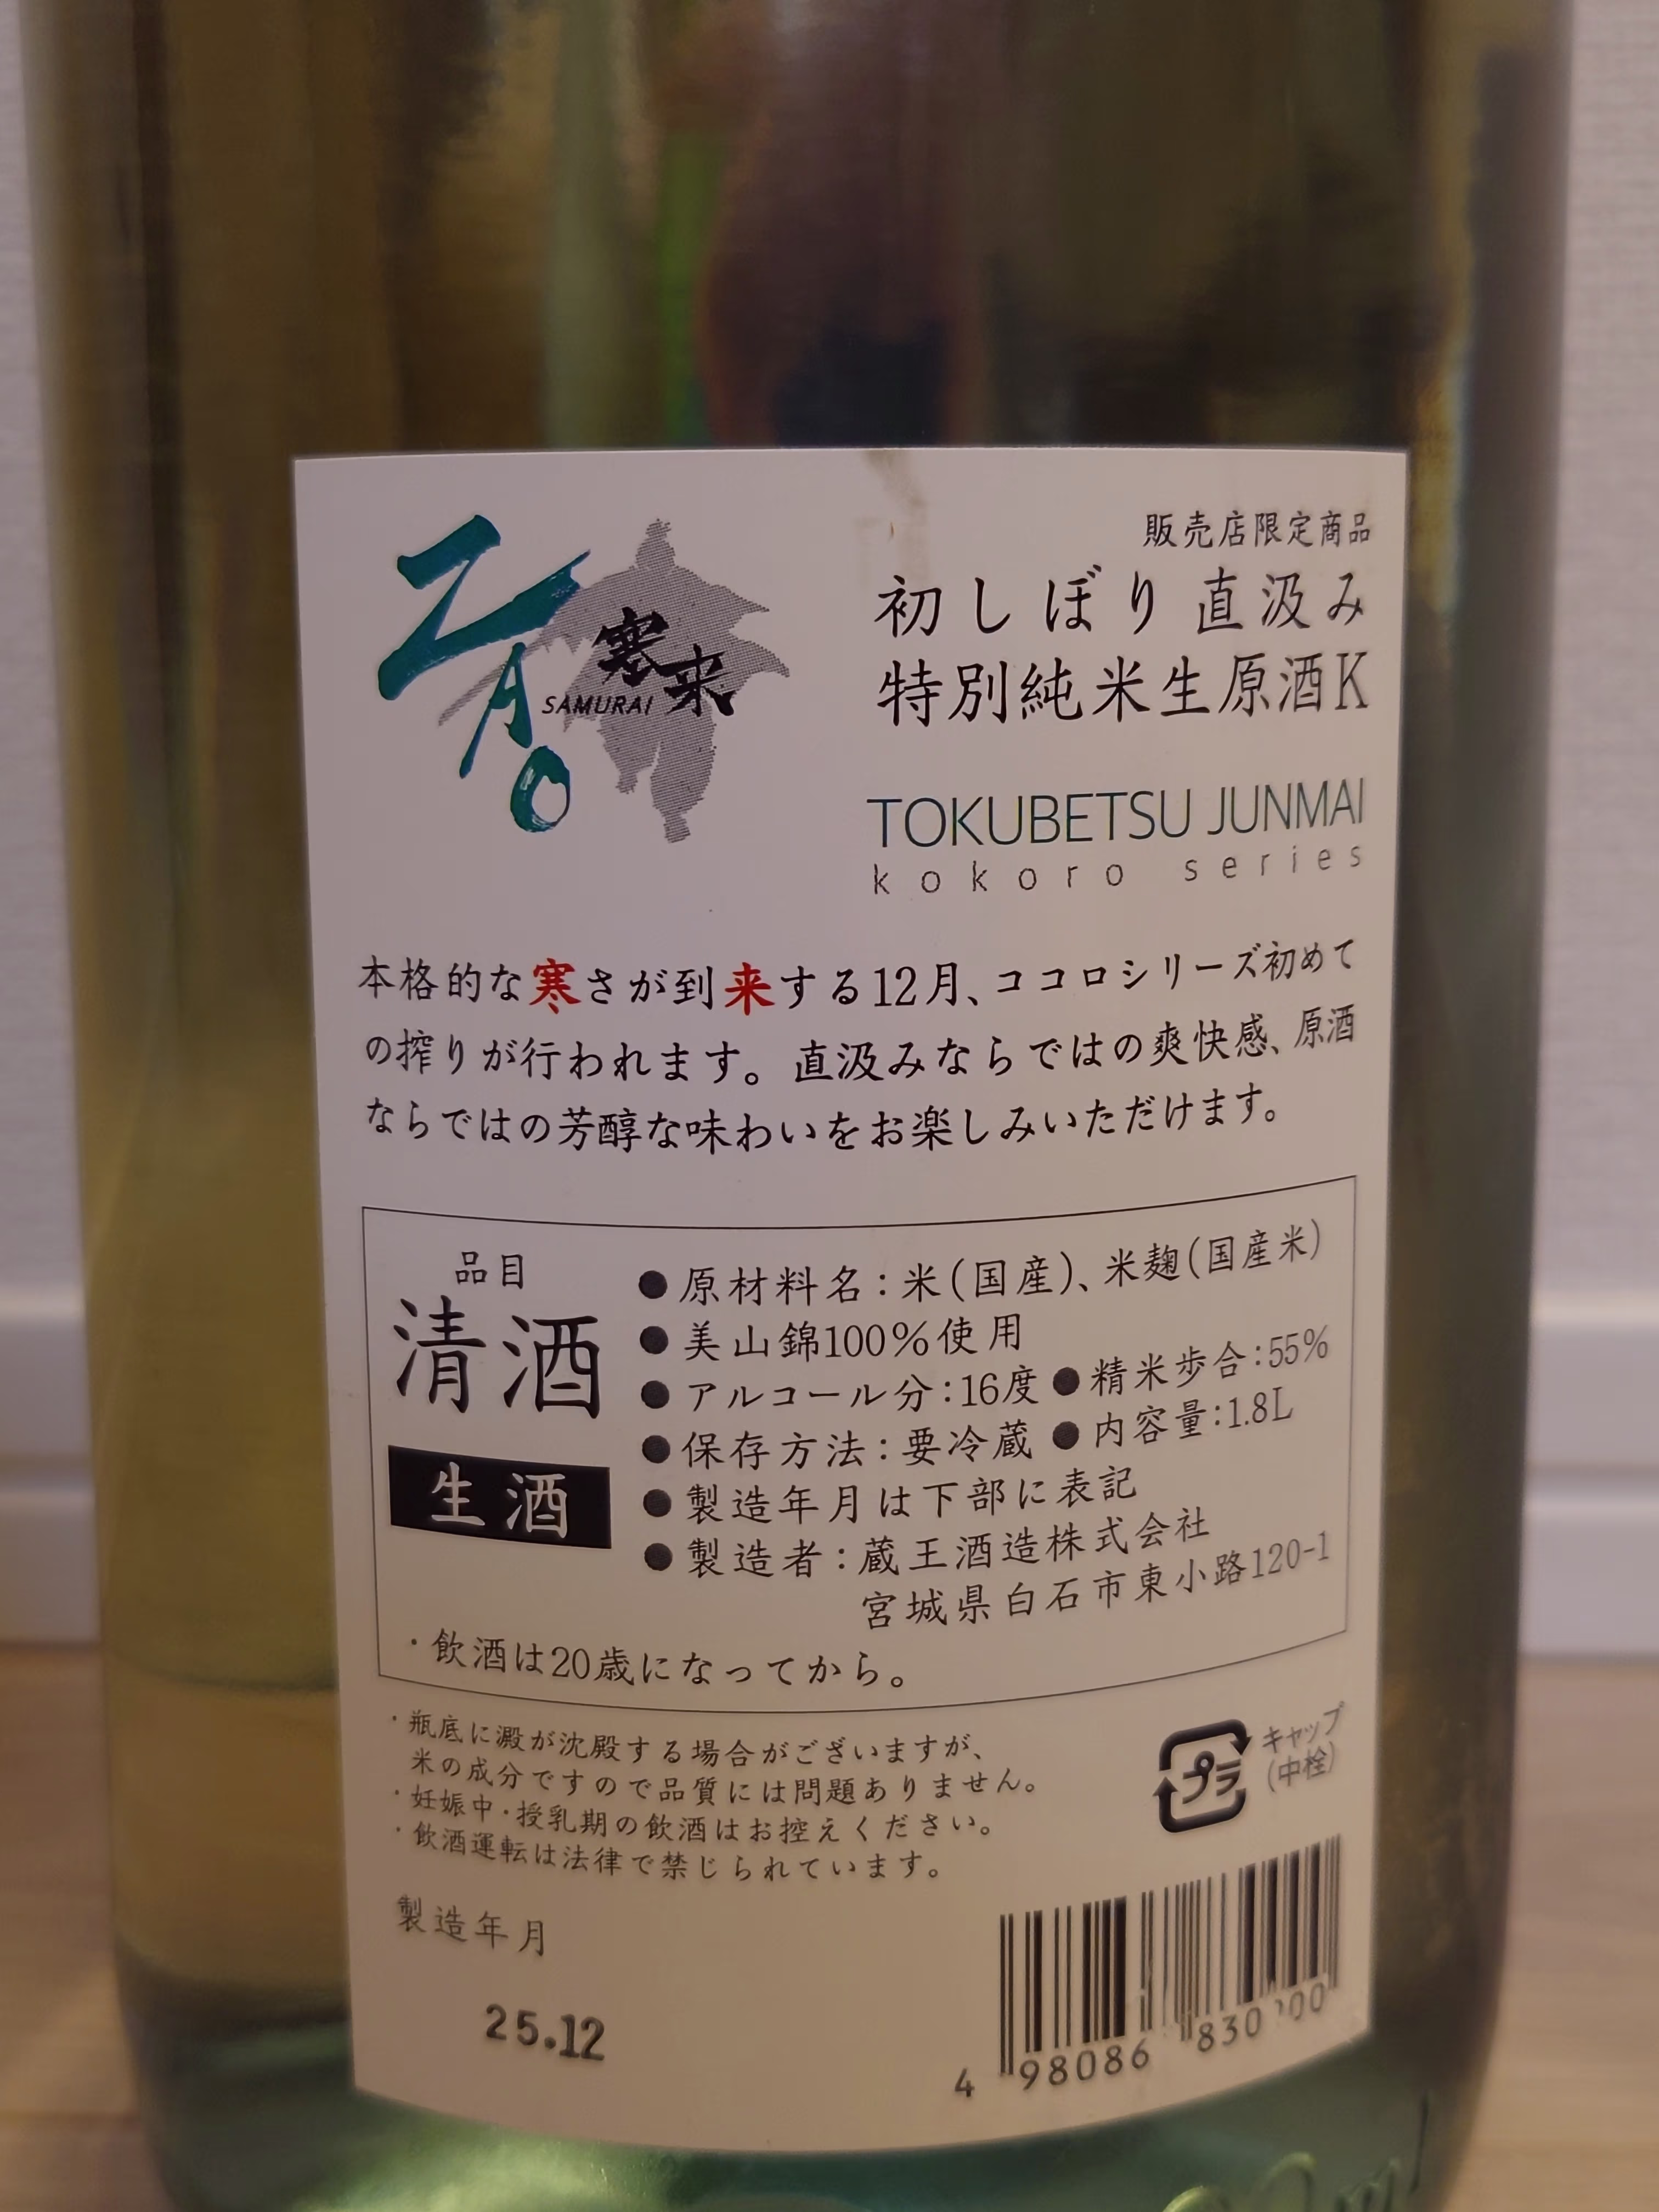 ZAO
寒来
SAMURAI
販売店限定商品
初しぼり直汲み
特別純米生原酒K
TOKUBETSU JUNMAI
kokoro series
本格的な寒さが到来する12月、ココロシリーズ初めて
の搾りが行われます。直汲みならではの爽快感、原酒
ならではの芳醇な味わいをお楽しみいただけます。
品目
清酒
生酒
●原材料名:米(国産)、米麹(国産米)
●美山錦100%使用
●アルコール分:16度 ●精米歩合:55%
●保存方法:要冷蔵 ●内容量:1.8L
●製造年月は下部に表記
●製造者:蔵王酒造株式会社
宮城県白石市東小路120-1
・飲酒は20歳になってから。
・瓶底に澱が沈殿する場合がございますが、
米の成分ですので品質には問題ありません。
・妊娠中・授乳期の飲酒はお控えください。
・飲酒運転は法律で禁じられています。
プラ
キャップ
(中栓)
製造年月
25.12
4 98086